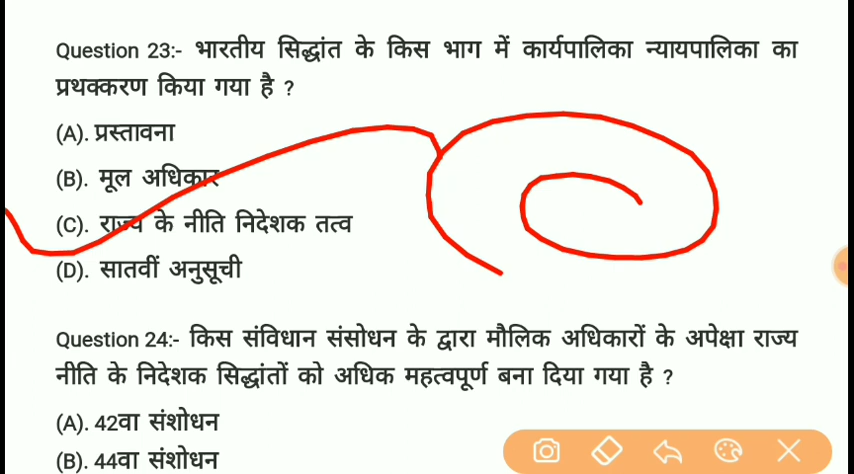 Question 23:- भारतीय सिद्धांत के किस भाग में कार्यपालिका न्यायपालिका का
प्रथक्करण किया गया है ?
(A). प्रस्तावना
(B). मूल अधिकार
(C). राज्य के नीति निदेशक तत्व
(D). सातवीं अनुसूची
Question 24:- किस संविधान संसोधन के द्वारा मौलिक अधिकारों के अपेक्षा राज्य
नीति के निदेशक सिद्धांतों को अधिक महत्वपूर्ण बना दिया गया है ?
(A). 42वा संशोधन
(B). 44वा संशोधन